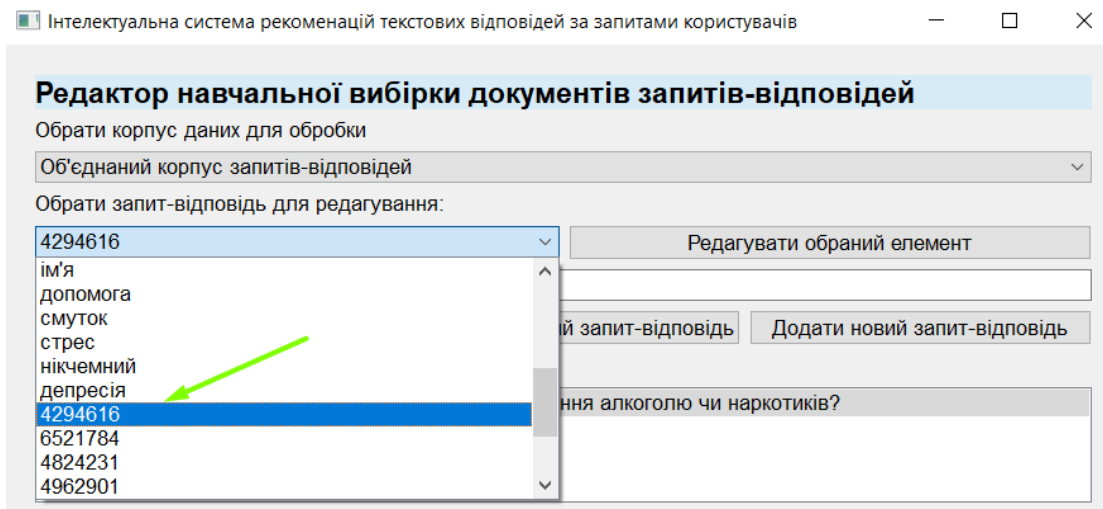 Інтелектуальна система рекоменацій текстових відповідей за запитами користувачів
Редактор навчальної вибірки документів запитів-відповідей
Обрати корпус даних для обробки
Об'єднаний корпус запитів-відповідей
Обрати запит-відповідь для редагування:
4294616
Редагувати обраний елемент
ім'я
допомога
смуток
стрес
запит-відповідь
Додати новий запит-відповідь
нікчемний
депресія
4294616
алкоголю чи наркотиків?
6521784
4824231
4962901